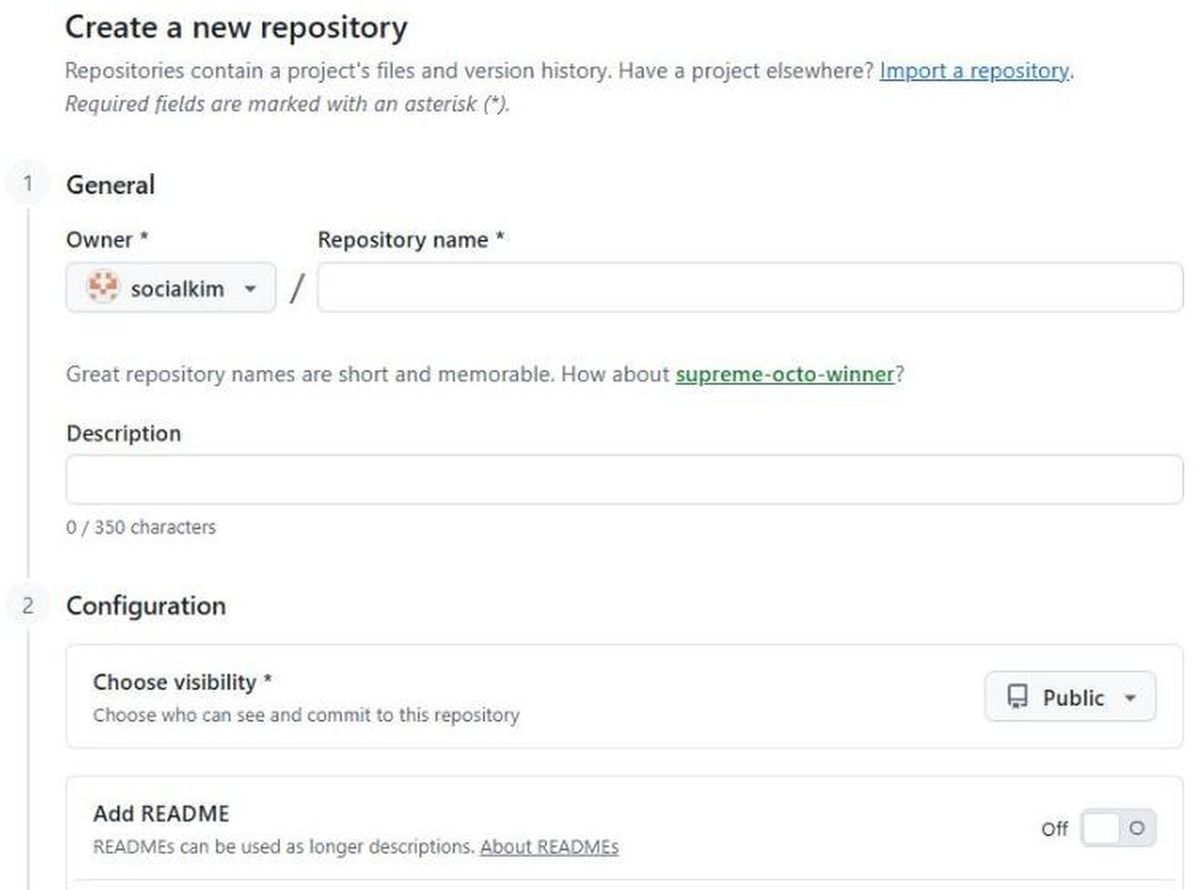 Create a new repository
Repositories contain a project's files and version history. Have a project elsewhere? Import a repository.
Required fields are marked with an asterisk (*).
1 General
Owner * Repository name *
socialkim /
Great repository names are short and memorable. How about supreme-octo-winner?
Description
0 / 350 characters
2 Configuration
Choose visibility *
Choose who can see and commit to this repository
Public
Add README
READMEs can be used as longer descriptions. About READMEs
Off